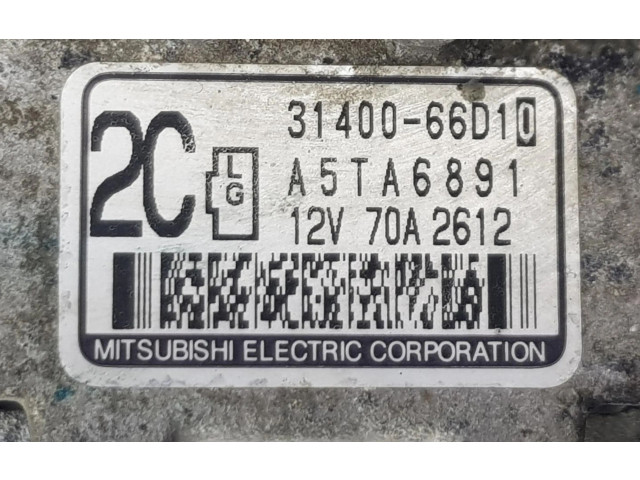 2C
L
G
31400-66D10
A5TA6891
12V 70A 2612
MITSUBISHI ELECTRIC CORPORATION